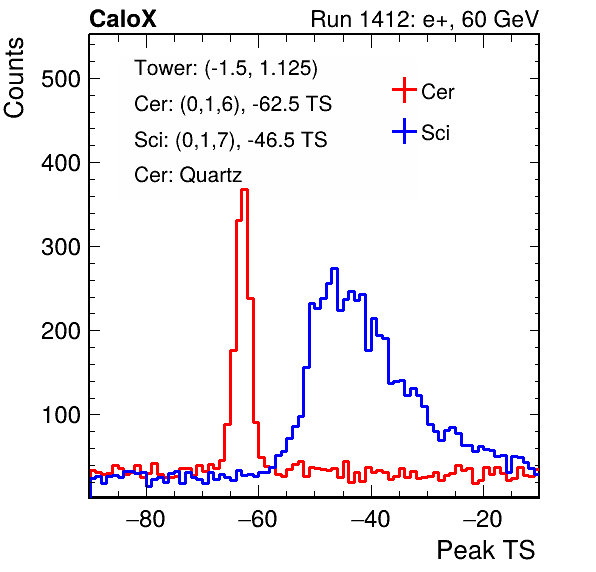 CaloX Run 1412: e+, 60 GeV
Counts
Tower: (-1.5, 1.125)
Cer: (0,1,6), -62.5 TS
Sci: (0,1,7), -46.5 TS
Cer: Quartz
Cer
Sci
500
400
300
200
100
−80 −60 −40 −20
Peak TS